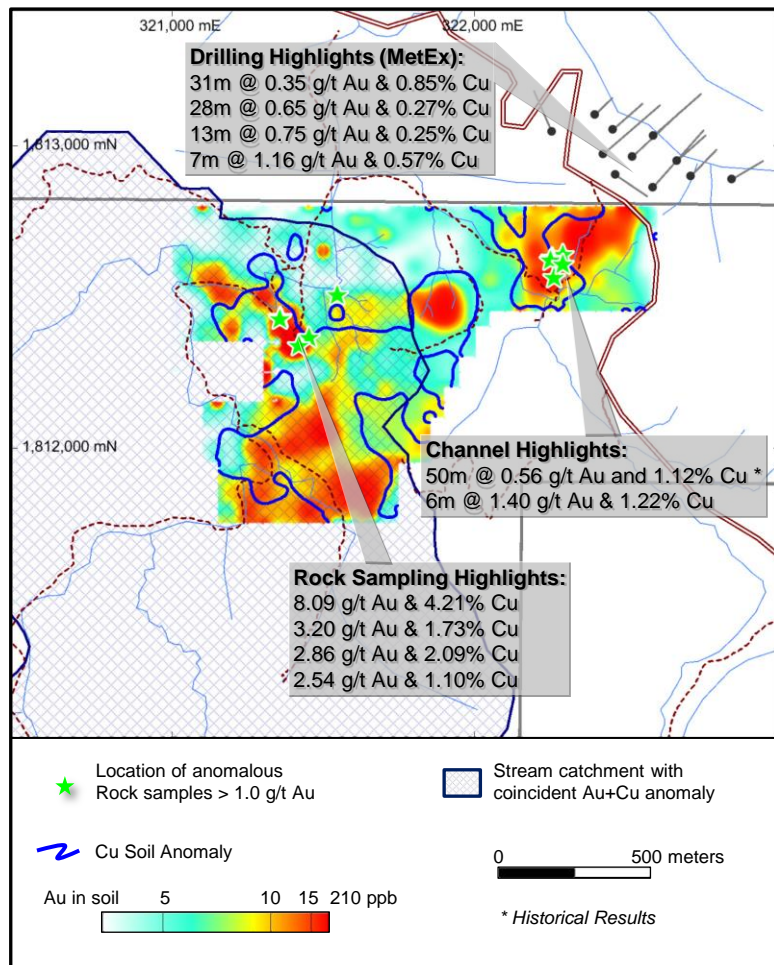 321,000 mE
322,000 mE
Drilling Highlights (MetEx):
31m @ 0.35 g/t Au & 0.85% Cu
28m @ 0.65 g/t Au & 0.27% Cu
13m @ 0.75 g/t Au & 0.25% Cu
7m @ 1.16 g/t Au & 0.57% Cu
1,813,000 mN
1,812,000 mN
Channel Highlights:
50m @ 0.56 g/t Au and 1.12% Cu *
6m @ 1.40 g/t Au & 1.22% Cu
Rock Sampling Highlights:
8.09 g/t Au & 4.21% Cu
3.20 g/t Au & 1.73% Cu
2.86 g/t Au & 2.09% Cu
2.54 g/t Au & 1.10% Cu
Location of anomalous
Rock samples > 1.0 g/t Au
Stream catchment with
coincident Au+Cu anomaly
Cu Soil Anomaly
0 500 meters
Au in soil 5 10 15 210 ppb
* Historical Results